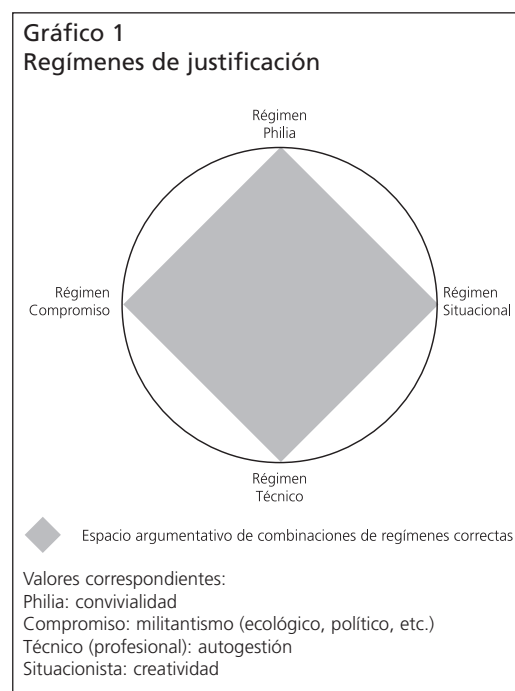 Gráfico 1
Regímenes de justificación
Régimen
Philia
Régimen
Compromiso
Régimen
Situacional
Régimen
Técnico
Espacio argumentativo de combinaciones de regímenes correctas
Valores correspondientes:
Philia: convivialidad
Compromiso: militantismo (ecológico, político, etc.)
Técnico (profesional): autogestión
Situacionista: creatividad